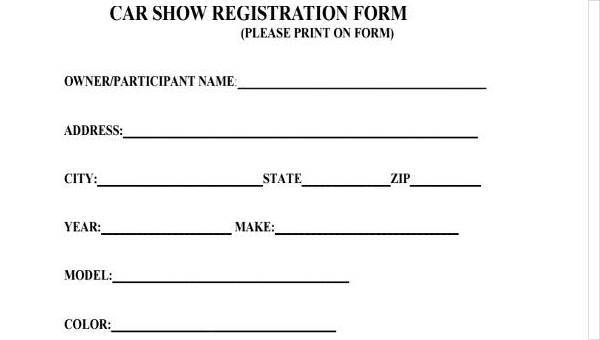 CAR SHOW REGISTRATION FORM
(PLEASE PRINT ON FORM)
OWNER/PARTICIPANT NAME:
ADDRESS:
CITY: STATE ZIP
YEAR: MAKE:
MODEL:
COLOR: